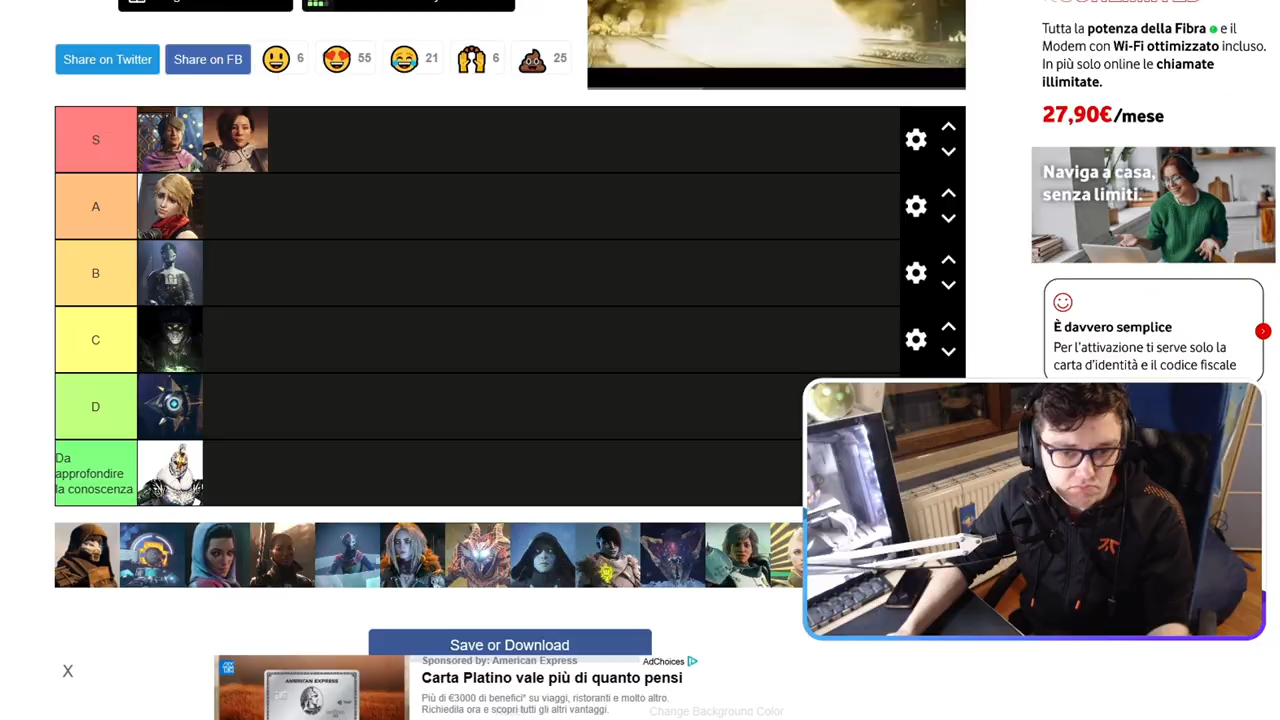 Tutta la potenza della Fibra e il
Modem con Wi-Fi ottimizzato incluso.
In più solo online le chiamate
illimitate.
27,90€/mese
Share on Twitter
Share on FB
6
55
21
6
25
S
A
B
C
D
Da
approfondire
la conoscenza
Naviga a casa,
senza limiti.
È davvero semplice
Per l'attivazione ti serve solo la
carta d'identità e il codice fiscale
Save or Download
X
Sponsored by: American Express
AdChoices
Carta Platino vale più di quanto pensi
Più di €3000 di benefici* su viaggi, ristoranti e molto altro.
Richiedila ora e scopri tutti gli altri vantaggi.
Change Background Color
AMERICAN EXPRESS